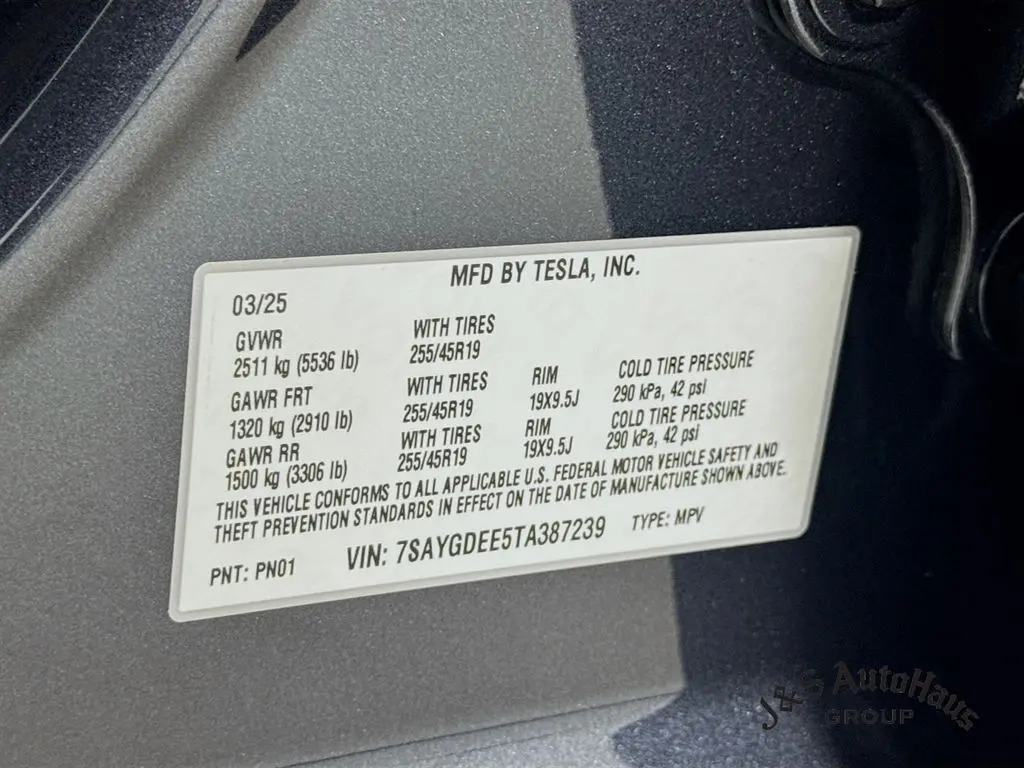 MFD BY TESLA, INC.
03/25
GVWR WITH TIRES
2511 kg (5536 lb) 255/45R19
GAWR FRT WITH TIRES RIM COLD TIRE PRESSURE
1320 kg (2910 lb) 255/45R19 19X9.5J 290 kPa, 42 psi
GAWR RR WITH TIRES RIM COLD TIRE PRESSURE
1500 kg (3306 lb) 255/45R19 19X9.5J 290 kPa, 42 psi
THIS VEHICLE CONFORMS TO ALL APPLICABLE U.S. FEDERAL MOTOR VEHICLE SAFETY AND
THEFT PREVENTION STANDARDS IN EFFECT ON THE DATE OF MANUFACTURE SHOWN ABOVE.
PNT: PN01 VIN: 7SAYGDEE5TA387239 TYPE: MPV
J&S AutoHaus
GROUP